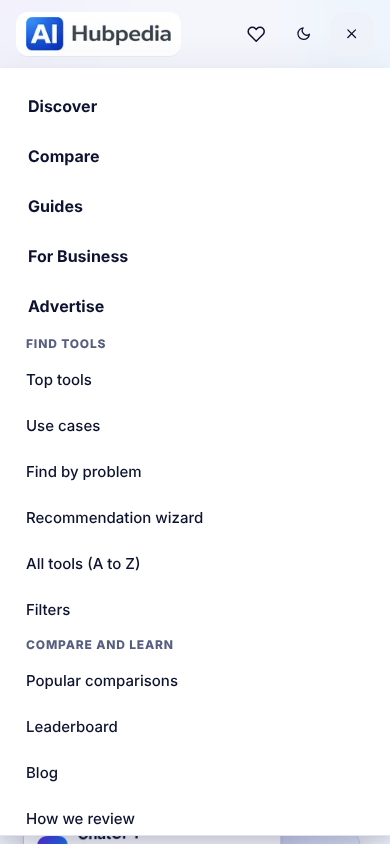 AI Hubpedia
Discover
Compare
Guides
For Business
Advertise
FIND TOOLS
Top tools
Use cases
Find by problem
Recommendation wizard
All tools (A to Z)
Filters
COMPARE AND LEARN
Popular comparisons
Leaderboard
Blog
How we review